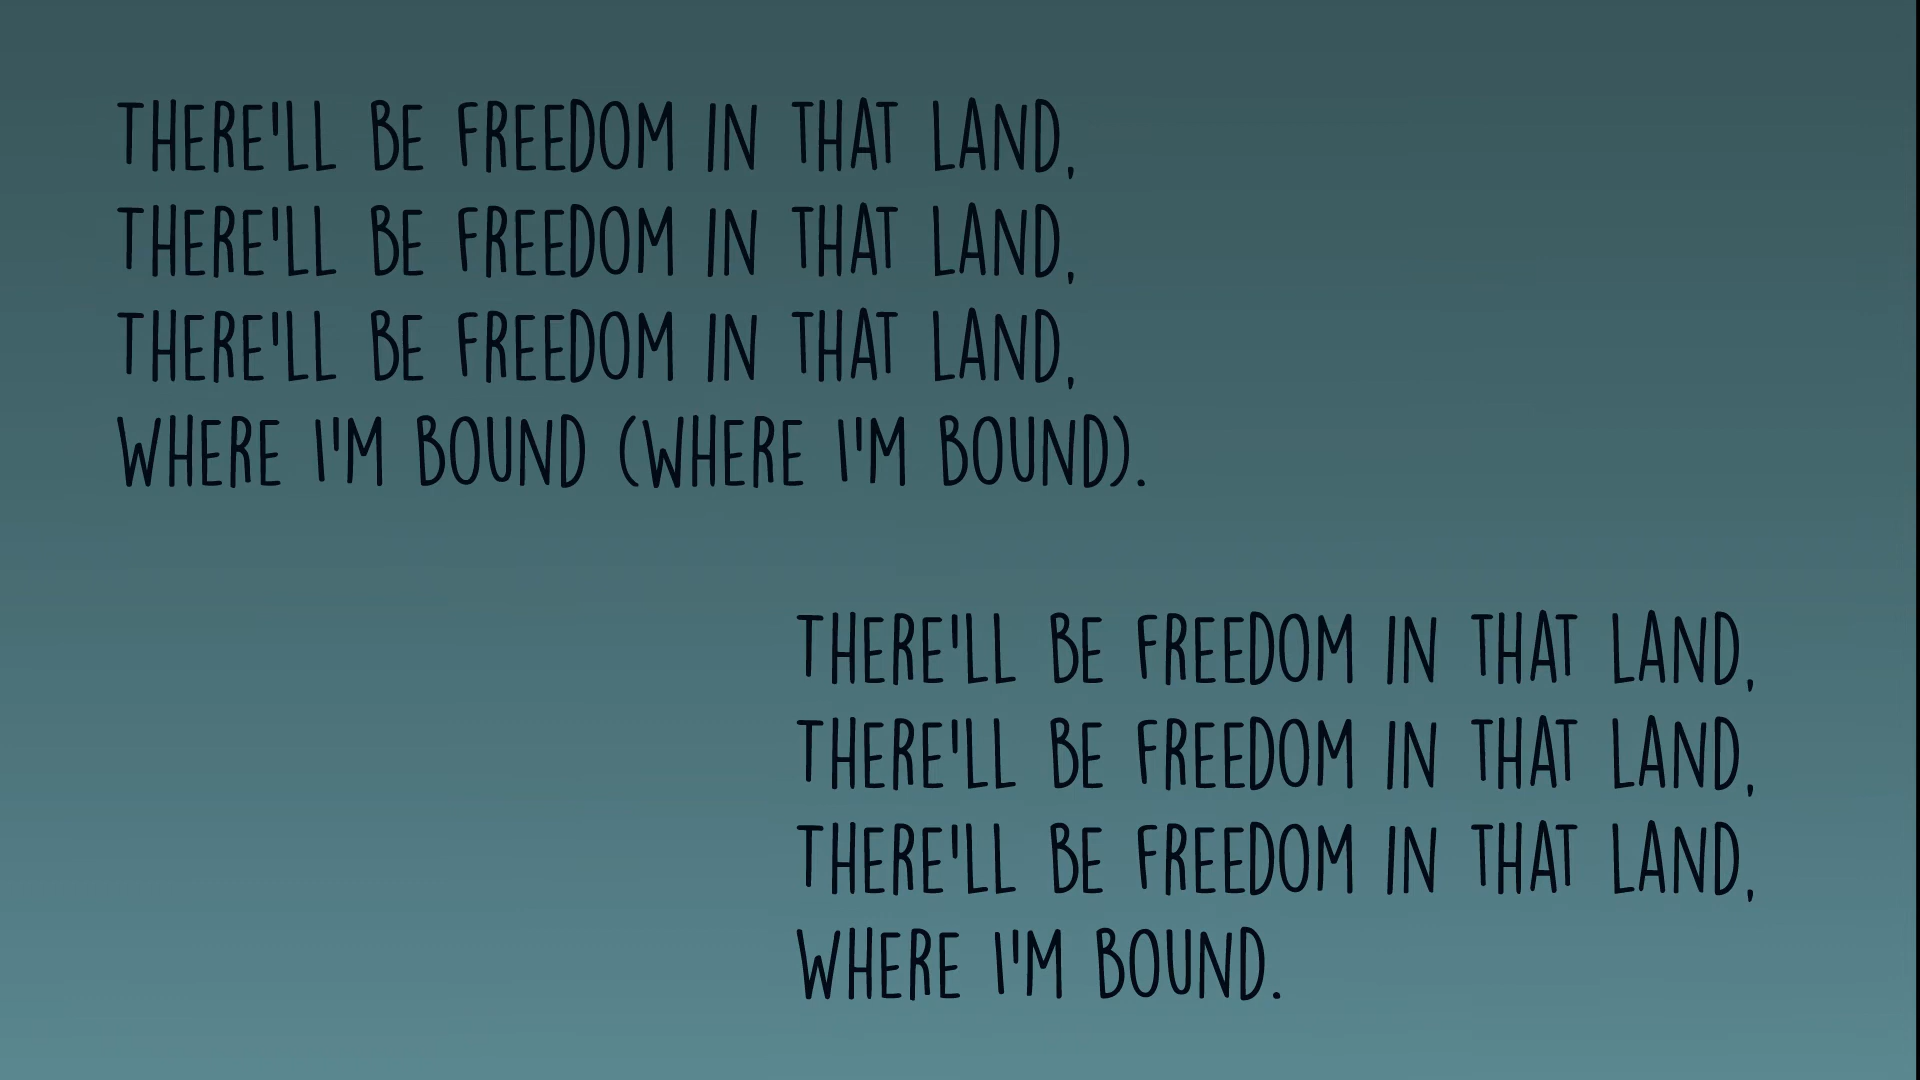 THERE'LL BE FREEDOM IN THAT LAND,
THERE'LL BE FREEDOM IN THAT LAND,
THERE'LL BE FREEDOM IN THAT LAND,
WHERE I'M BOUND (WHERE I'M BOUND).
THERE'LL BE FREEDOM IN THAT LAND,
THERE'LL BE FREEDOM IN THAT LAND,
THERE'LL BE FREEDOM IN THAT LAND,
WHERE I'M BOUND.